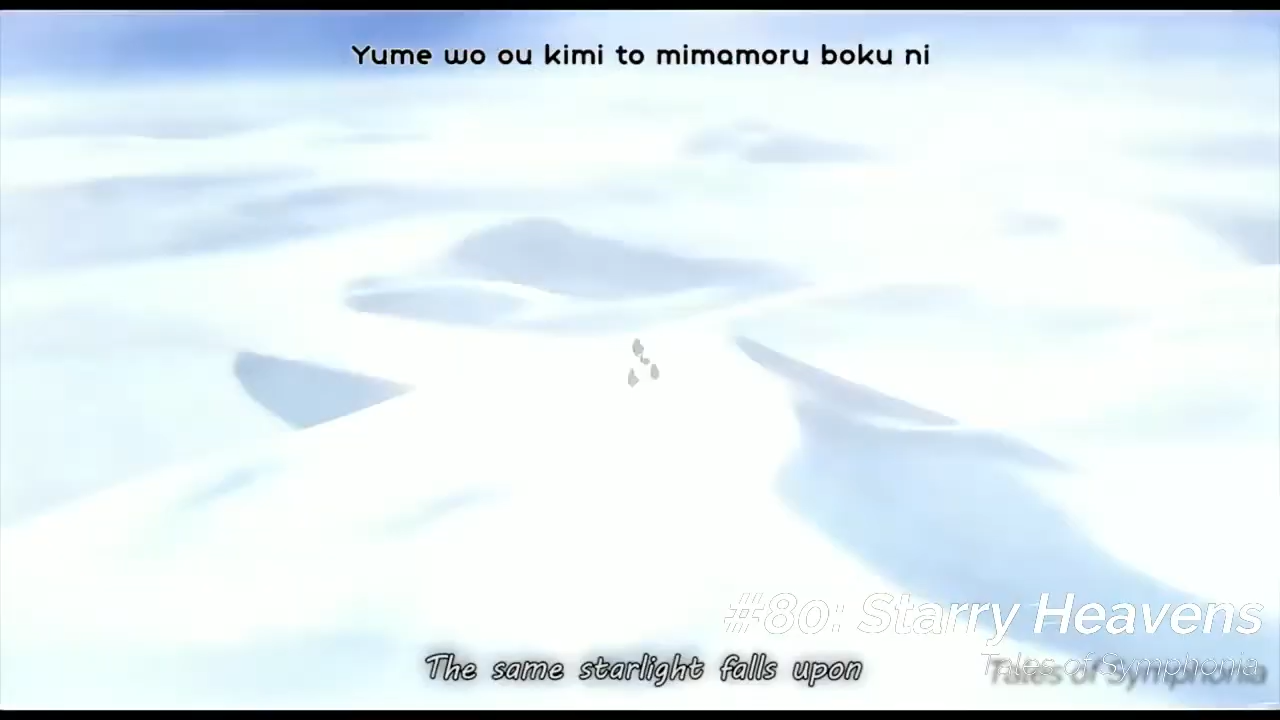 Yume wo ou kimi to mimamoru boku ni
#80: Starry Heavens
The same starlight falls upon
Tales of Symphonia